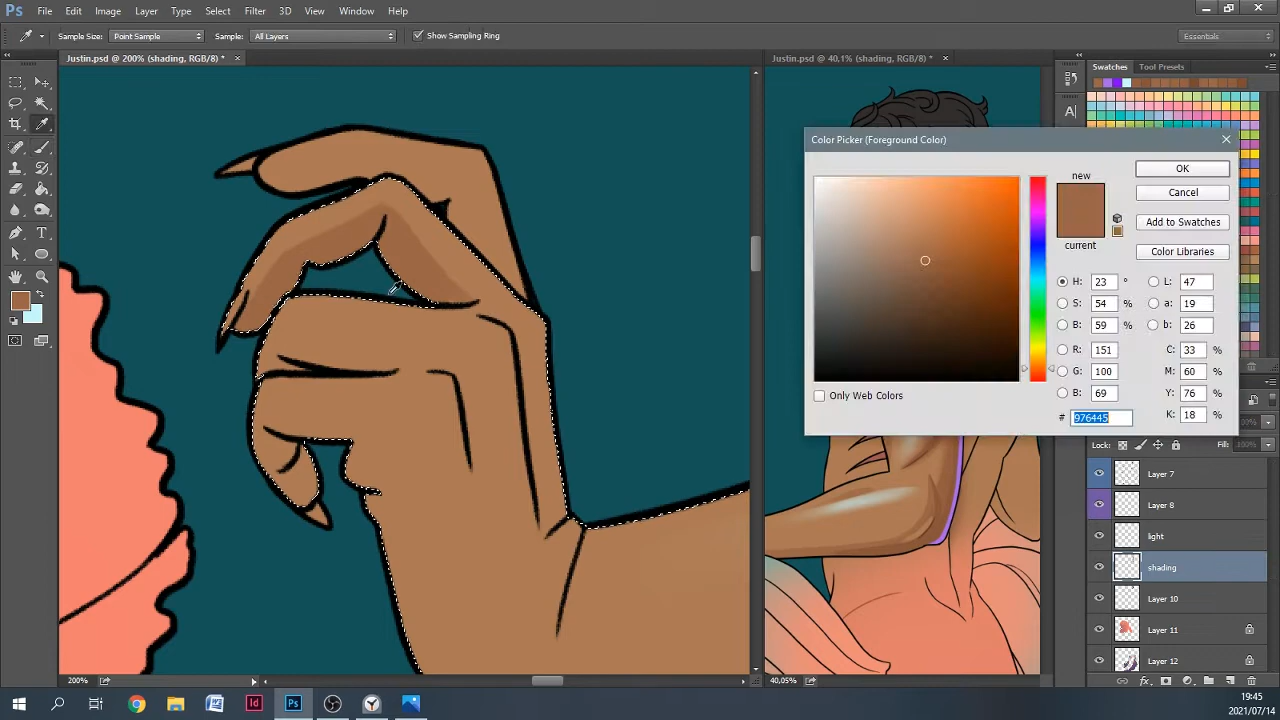 Ps File Edit Image Layer Type Select Filter 3D View Window Help
Sample Size: Point Sample Sample: All Layers Show Sampling Ring Essentials
Justin.psd @ 200% (shading, RGB/8) * × Justin.psd @ 40,1% (shading, RGB/8) * × Swatches Tool Presets
Color Picker (Foreground Color)
new
OK
Cancel
Add to Swatches
current
Color Libraries
H: 23 ° L: 47
S: 54 % a: 19
B: 59 % b: 26
R: 151 C: 33 %
G: 100 M: 60 %
B: 69 Y: 76 %
K: 18 %
Only Web Colors # 976445
Lock: Fill: 100%
Layer 7
Layer 8
light
shading
Layer 10
Layer 11
Layer 12
200% 40,05%
Id Ps
19:45
2021/07/14